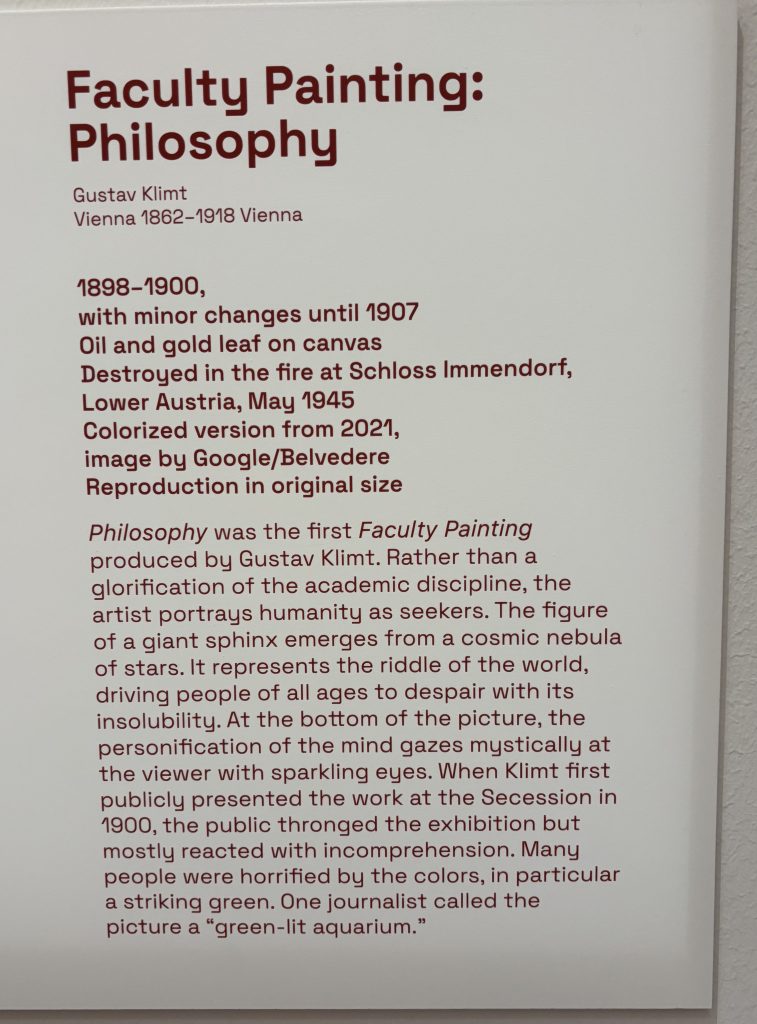 Faculty Painting:
Philosophy
Gustav Klimt
Vienna 1862–1918 Vienna
1898–1900,
with minor changes until 1907
Oil and gold leaf on canvas
Destroyed in the fire at Schloss Immendorf,
Lower Austria, May 1945
Colorized version from 2021,
image by Google/Belvedere
Reproduction in original size
Philosophy was the first Faculty Painting
produced by Gustav Klimt. Rather than a
glorification of the academic discipline, the
artist portrays humanity as seekers. The figure
of a giant sphinx emerges from a cosmic nebula
of stars. It represents the riddle of the world,
driving people of all ages to despair with its
insolubility. At the bottom of the picture, the
personification of the mind gazes mystically at
the viewer with sparkling eyes. When Klimt first
publicly presented the work at the Secession in
1900, the public thronged the exhibition but
mostly reacted with incomprehension. Many
people were horrified by the colors, in particular
a striking green. One journalist called the
picture a “green-lit aquarium.”